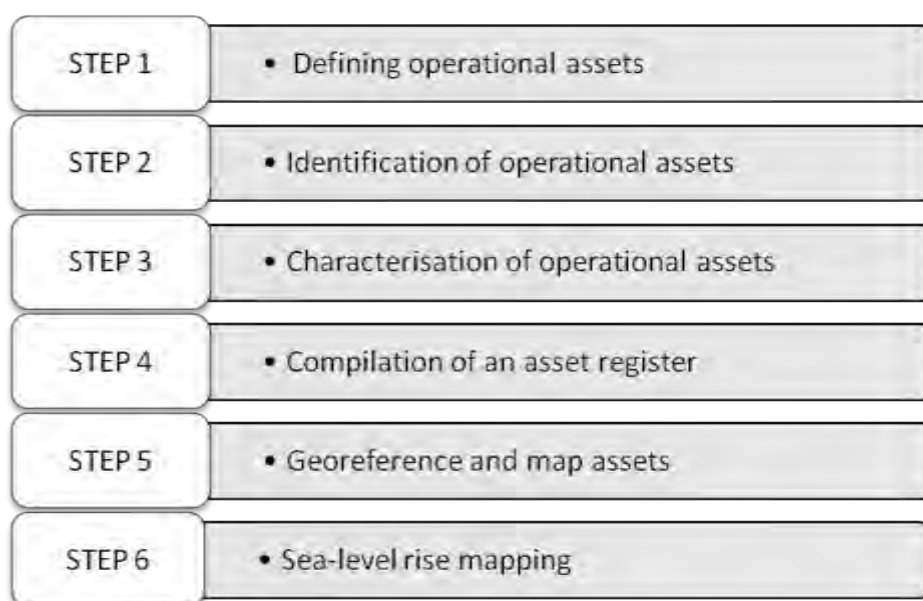 STEP 1
• Defining operational assets
STEP 2
• Identification of operational assets
STEP 3
• Characterisation of operational assets
STEP 4
• Compilation of an asset register
STEP 5
• Georeference and map assets
STEP 6
• Sea-level rise mapping